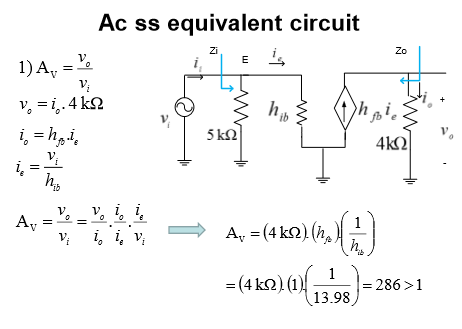 Ac ss equivalent circuit
1) A_v = v_o / v_i
v_o = i_o . 4 kΩ
i_o = h_fb . i_e
i_e = v_i / h_ib
A_v = v_o / v_i = v_o / i_o . i_o / i_e . i_e / v_i
Zi
E
i_e
Zo
i_i
v_i
5 kΩ
h_ib
h_fb i_e
4kΩ
i_o
+
v_o
-
A_v = (4 kΩ).(h_fb).(1 / h_ib)
= (4 kΩ).(1).(1 / 13.98) = 286 > 1